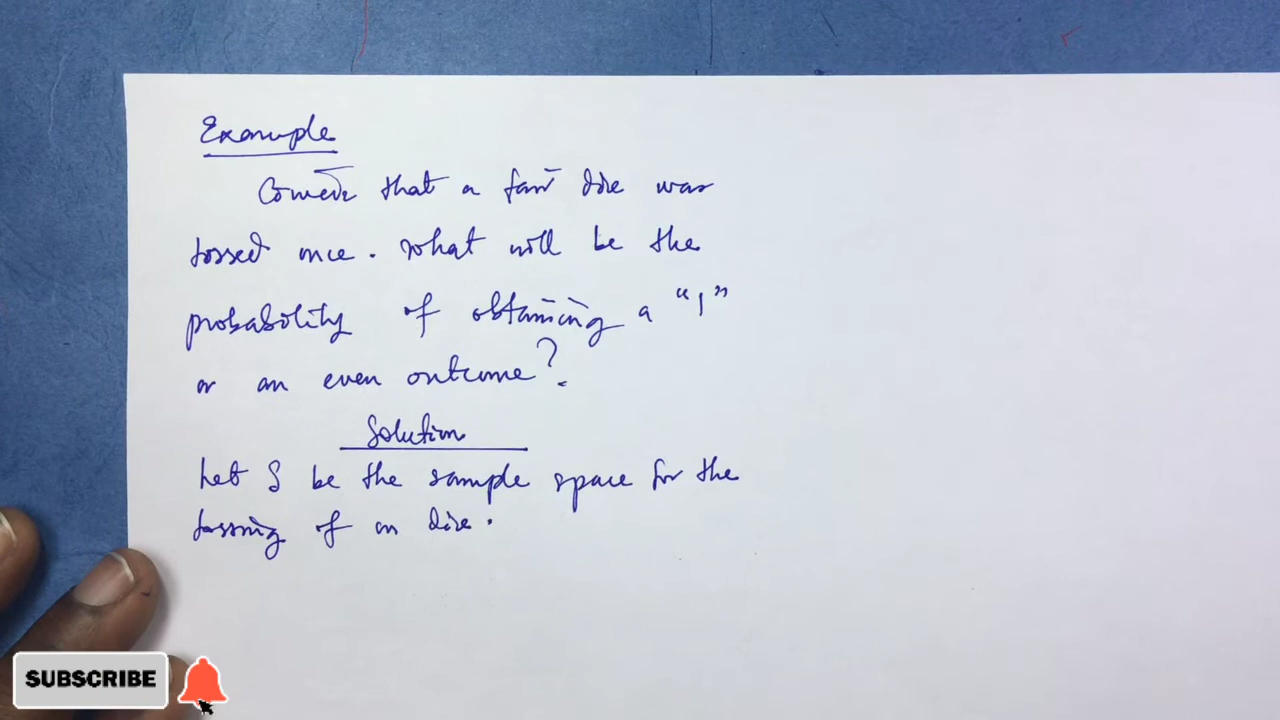 Example
Consider that a fair die was
tossed once. What will be the
probability of obtaining a “1”
or an even outcome?
Solution
Let S be the sample space for the
tossing of a die.
SUBSCRIBE